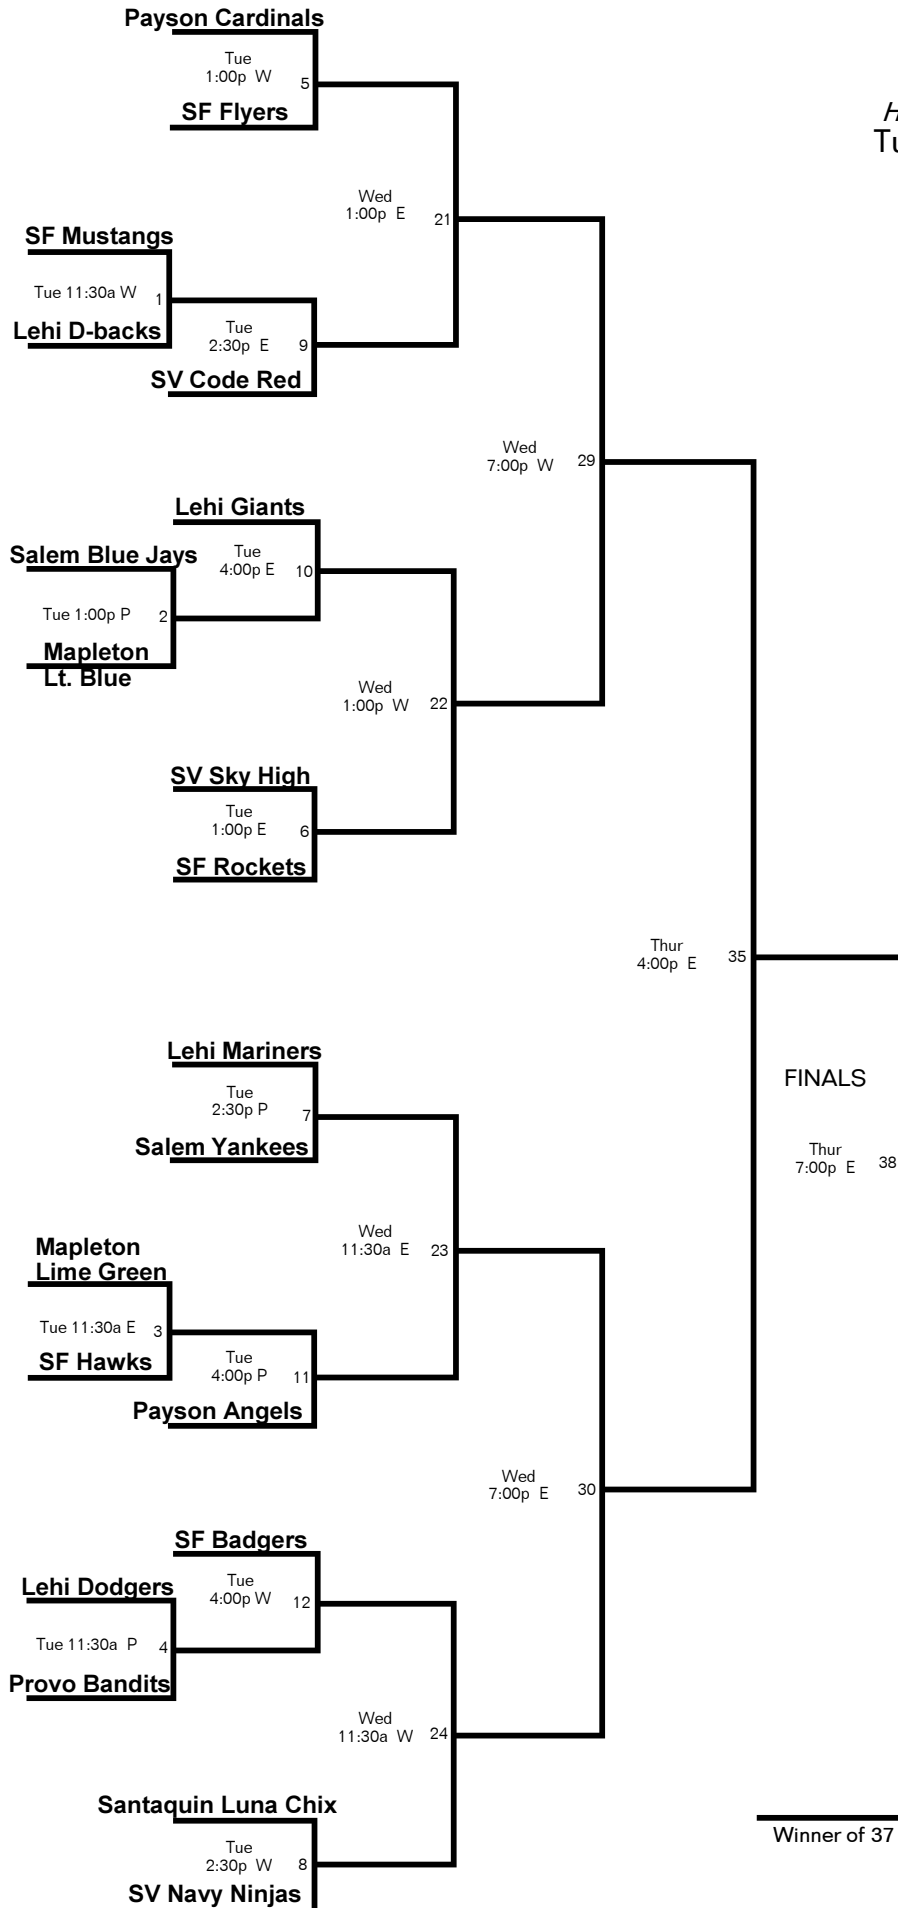 Payson Cardinals
Tue
1:00p W
5
SF Flyers
H
Tu
Wed
1:00p E
21
SF Mustangs
Tue 11:30a W
1
Lehi D-backs
Tue
2:30p E
9
SV Code Red
Wed
7:00p W
29
Lehi Giants
Salem Blue Jays
Tue
4:00p E
10
Tue 1:00p P
2
Mapleton
Lt. Blue
Wed
1:00p W
22
SV Sky High
Tue
1:00p E
6
SF Rockets
Thur
4:00p E
35
Lehi Mariners
Tue
2:30p P
7
Salem Yankees
FINALS
Thur
7:00p E
38
Wed
11:30a E
23
Mapleton
Lime Green
Tue 11:30a E
3
SF Hawks
Tue
4:00p P
11
Payson Angels
Wed
7:00p E
30
SF Badgers
Lehi Dodgers
Tue
4:00p W
12
Tue 11:30a P
4
Provo Bandits
Wed
11:30a W
24
Santaquin Luna Chix
Tue
2:30p W
8
SV Navy Ninjas
Winner of 37